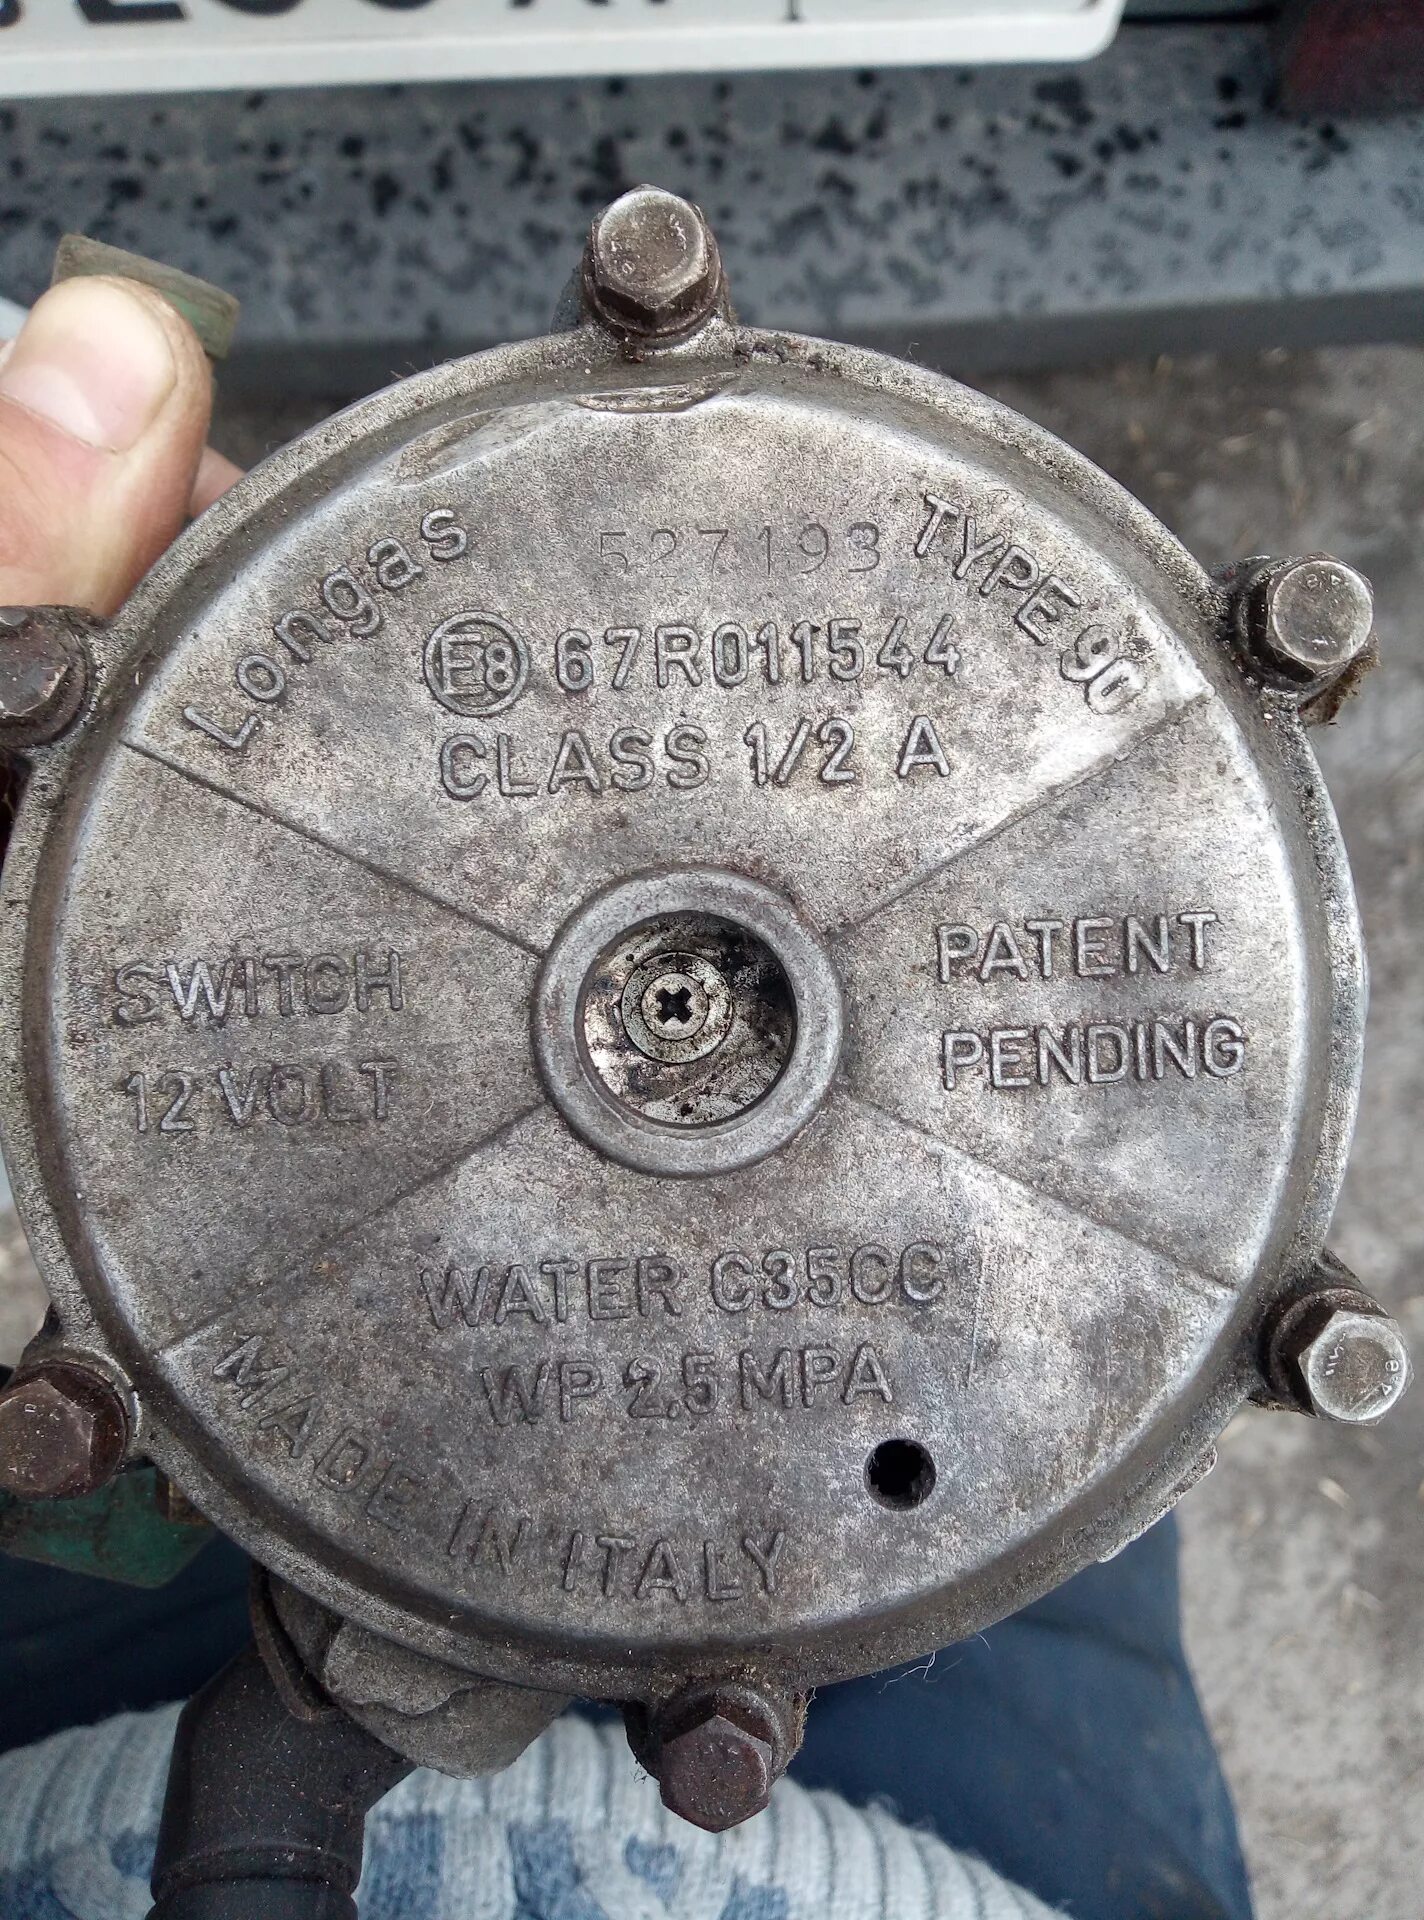 527193
Longas
TYPE 90
E8 67R011544
CLASS 1/2 A
SWITCH
12 VOLT
PATENT
PENDING
WATER C35CC
WP 2.5 MPA
MADE IN ITALY